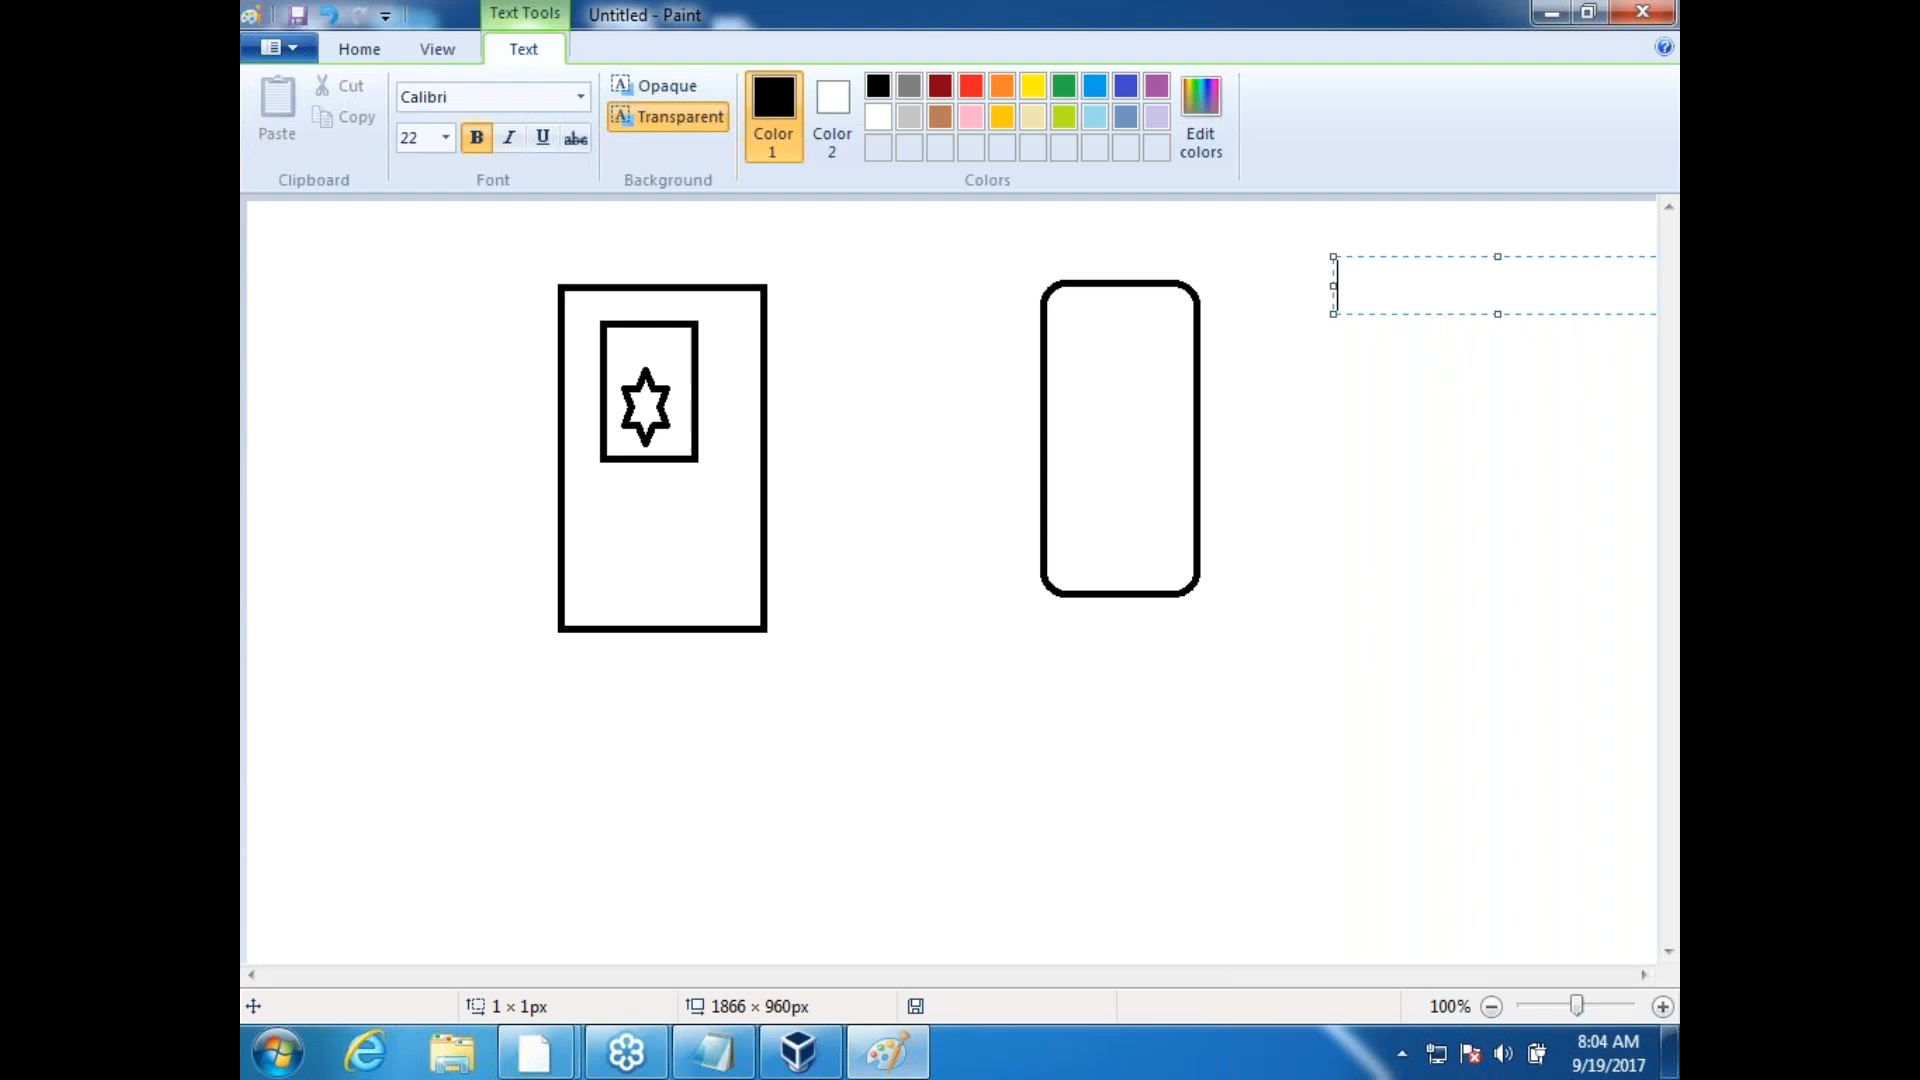 Text Tools
Untitled - Paint
Home
View
Text
Paste
Cut
Copy
Clipboard
Calibri
22
B I U abc
Font
Opaque
Transparent
Background
Color 1
Color 2
Edit colors
Colors
1 × 1px
1866 × 960px
100%
8:04 AM
9/19/2017